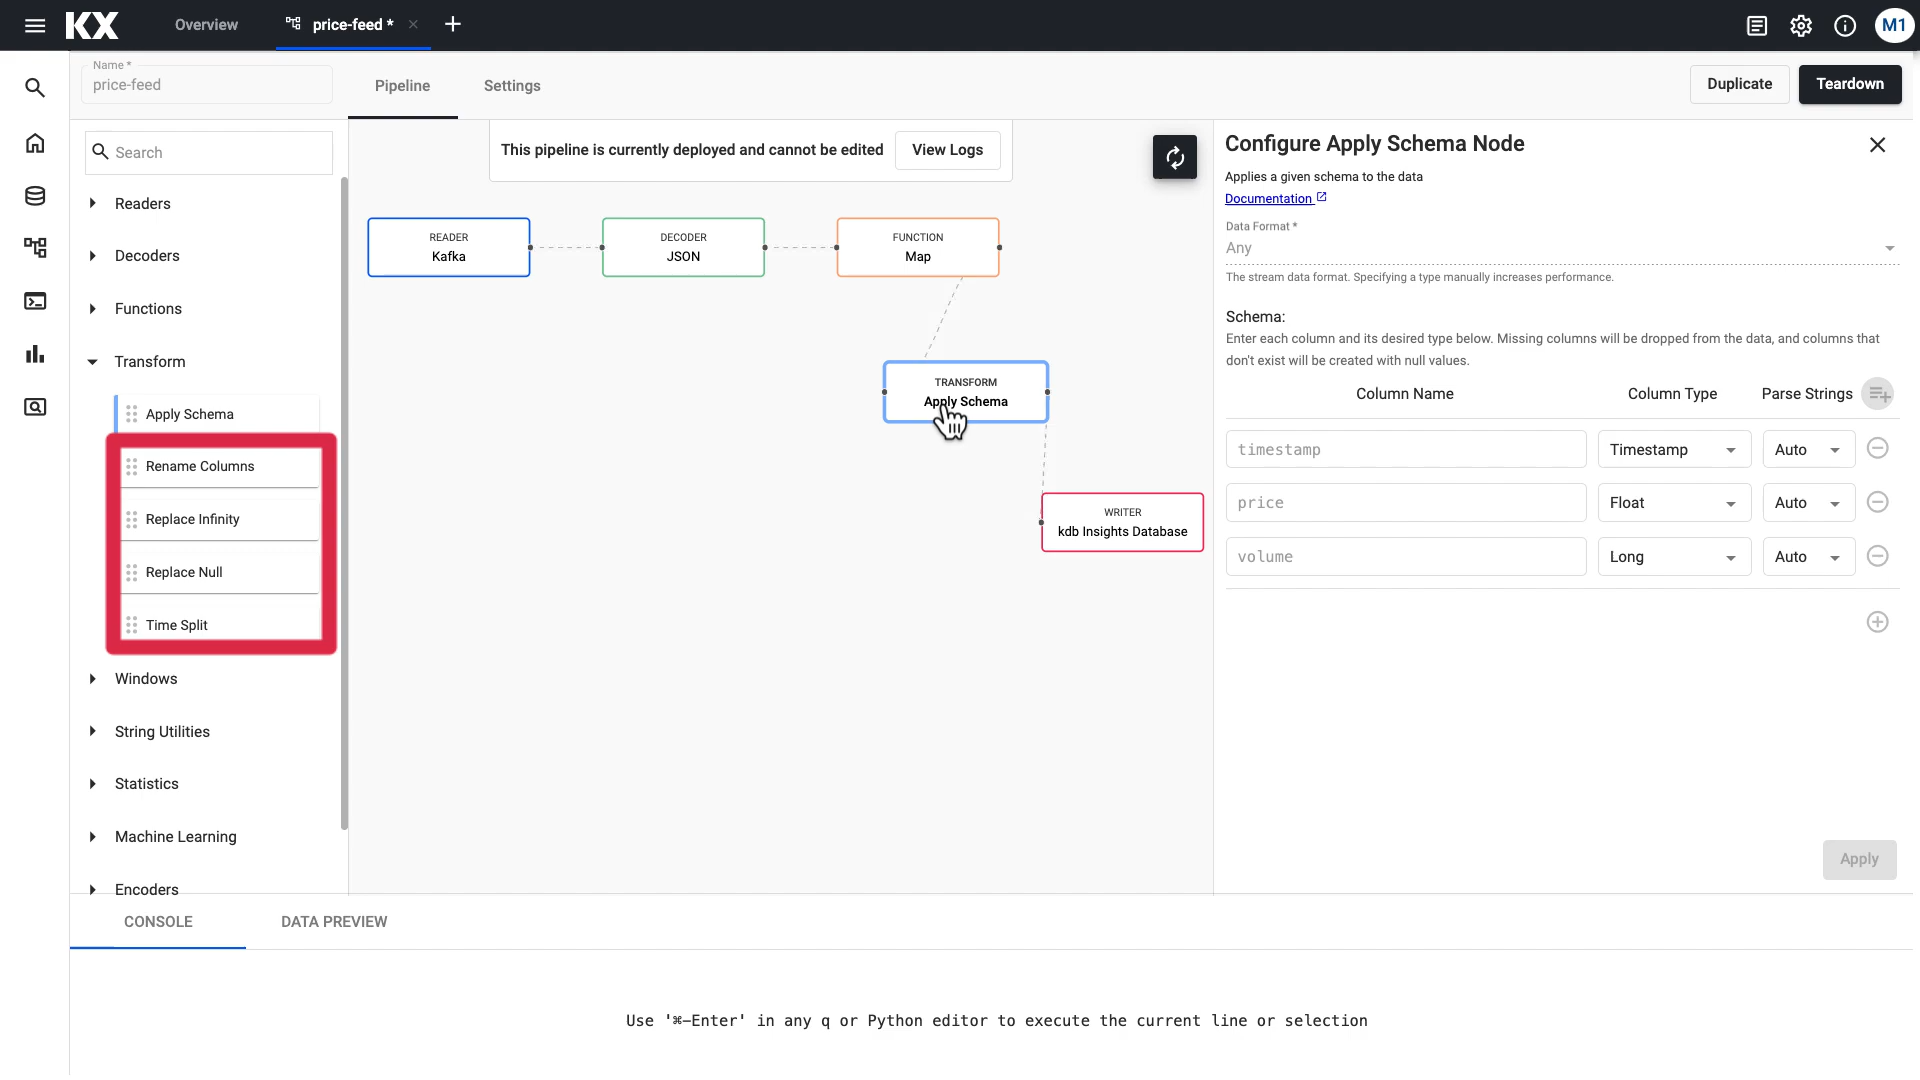 KX
Overview
price-feed *
M1
Name *
price-feed
Pipeline
Settings
Duplicate
Teardown
Search
Readers
Decoders
Functions
Transform
Apply Schema
Rename Columns
Replace Infinity
Replace Null
Time Split
Windows
String Utilities
Statistics
Machine Learning
Encoders
This pipeline is currently deployed and cannot be edited
View Logs
READER
Kafka
DECODER
JSON
FUNCTION
Map
TRANSFORM
Apply Schema
WRITER
kdb Insights Database
Configure Apply Schema Node
Applies a given schema to the data
Documentation
Data Format *
Any
The stream data format. Specifying a type manually increases performance.
Schema:
Enter each column and its desired type below. Missing columns will be dropped from the data, and columns that
don't exist will be created with null values.
Column Name
Column Type
Parse Strings
timestamp
Timestamp
Auto
price
Float
Auto
volume
Long
Auto
Apply
CONSOLE
DATA PREVIEW
Use '⌘-Enter' in any q or Python editor to execute the current line or selection